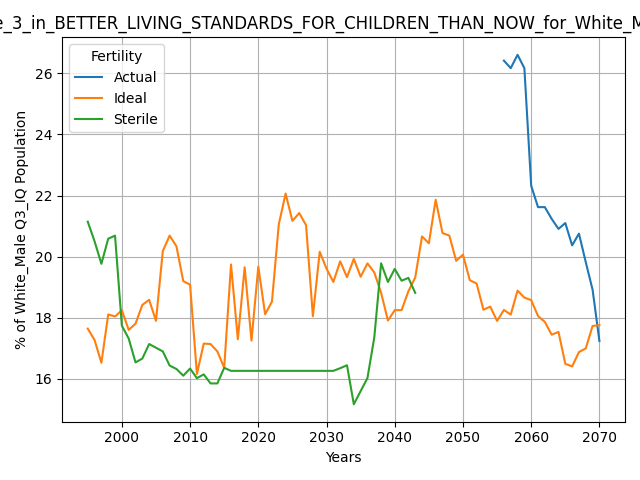 e_3_in_BETTER_LIVING_STANDARDS_FOR_CHILDREN_THAN_NOW_for_White_M
Fertility
Actual
Ideal
Sterile
% of White_Male Q3_IQ Population
26
24
22
20
18
16
2000 2010 2020 2030 2040 2050 2060 2070
Years